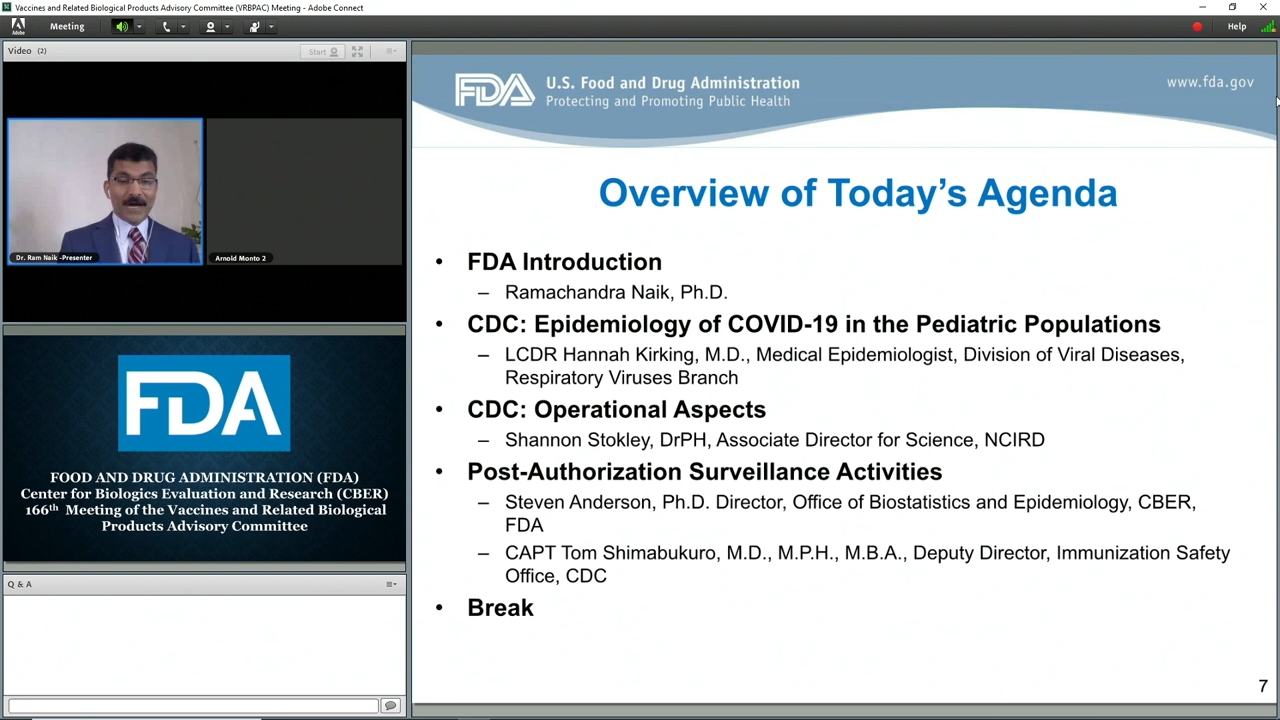 Vaccines and Related Biological Products Advisory Committee (VRBPAC) Meeting - Adobe Connect
Adobe
Meeting
Help
Video (2)
Start
Dr. Ram Naik -Presenter
Arnold Monto 2
FDA
FOOD AND DRUG ADMINISTRATION (FDA)
Center for Biologics Evaluation and Research (CBER)
166th Meeting of the Vaccines and Related Biological
Products Advisory Committee
Q & A
FDA
U.S. Food and Drug Administration
Protecting and Promoting Public Health
www.fda.gov
Overview of Today’s Agenda
• FDA Introduction
– Ramachandra Naik, Ph.D.
• CDC: Epidemiology of COVID-19 in the Pediatric Populations
– LCDR Hannah Kirking, M.D., Medical Epidemiologist, Division of Viral Diseases,
Respiratory Viruses Branch
• CDC: Operational Aspects
– Shannon Stokley, DrPH, Associate Director for Science, NCIRD
• Post-Authorization Surveillance Activities
– Steven Anderson, Ph.D. Director, Office of Biostatistics and Epidemiology, CBER,
FDA
– CAPT Tom Shimabukuro, M.D., M.P.H., M.B.A., Deputy Director, Immunization Safety
Office, CDC
• Break
7